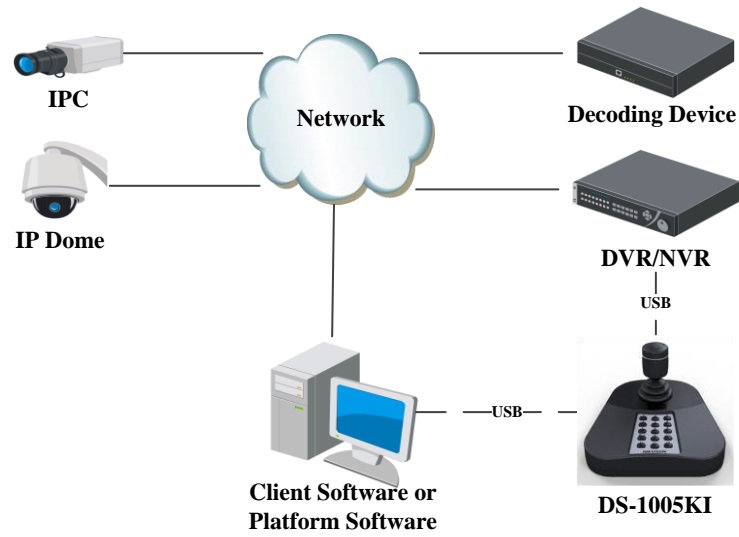 IPC
Network
Decoding Device
IP Dome
DVR/NVR
USB
USB
Client Software or
Platform Software
DS-1005KI